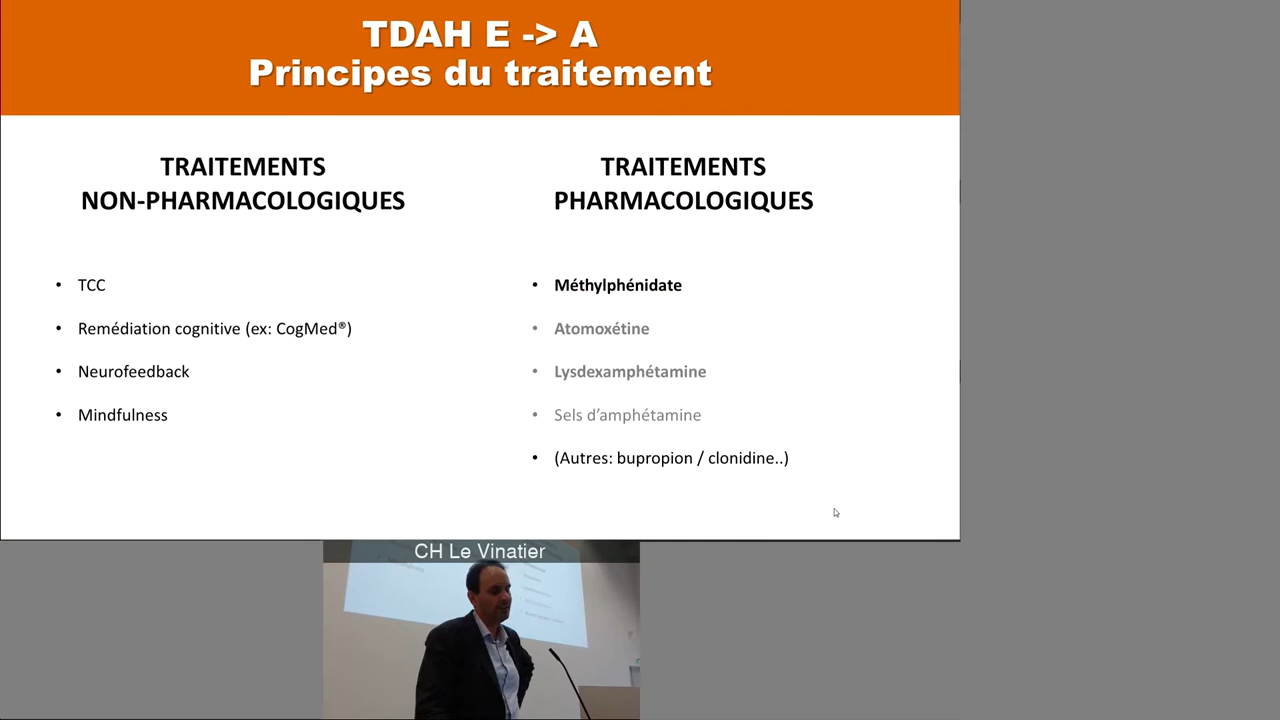 TDAH E -> A
Principes du traitement
TRAITEMENTS
NON-PHARMACOLOGIQUES
• TCC
• Remédiation cognitive (ex: CogMed®)
• Neurofeedback
• Mindfulness
TRAITEMENTS
PHARMACOLOGIQUES
• Méthylphénidate
• Atomoxétine
• Lysdexamphétamine
• Sels d’amphétamine
• (Autres: bupropion / clonidine..)
CH Le Vinatier